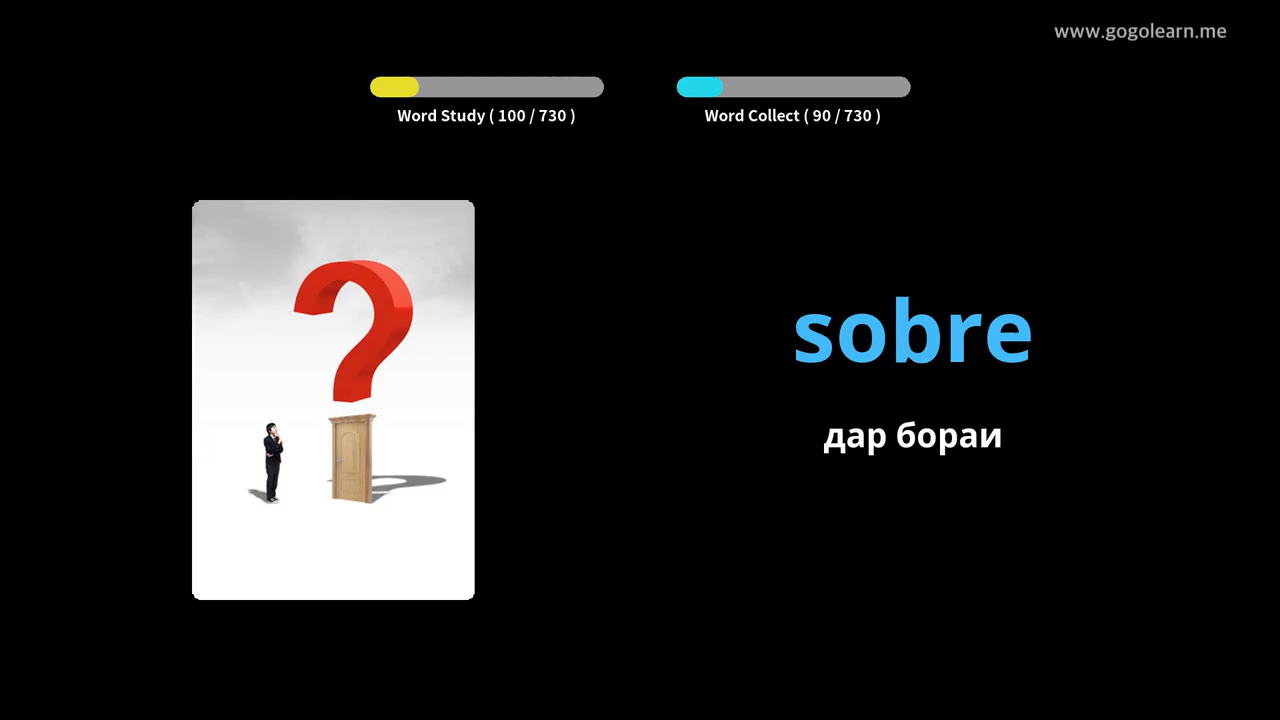 www.gogolearn.me
Word Study ( 100 / 730 )
Word Collect ( 90 / 730 )
sobre
дар бораи